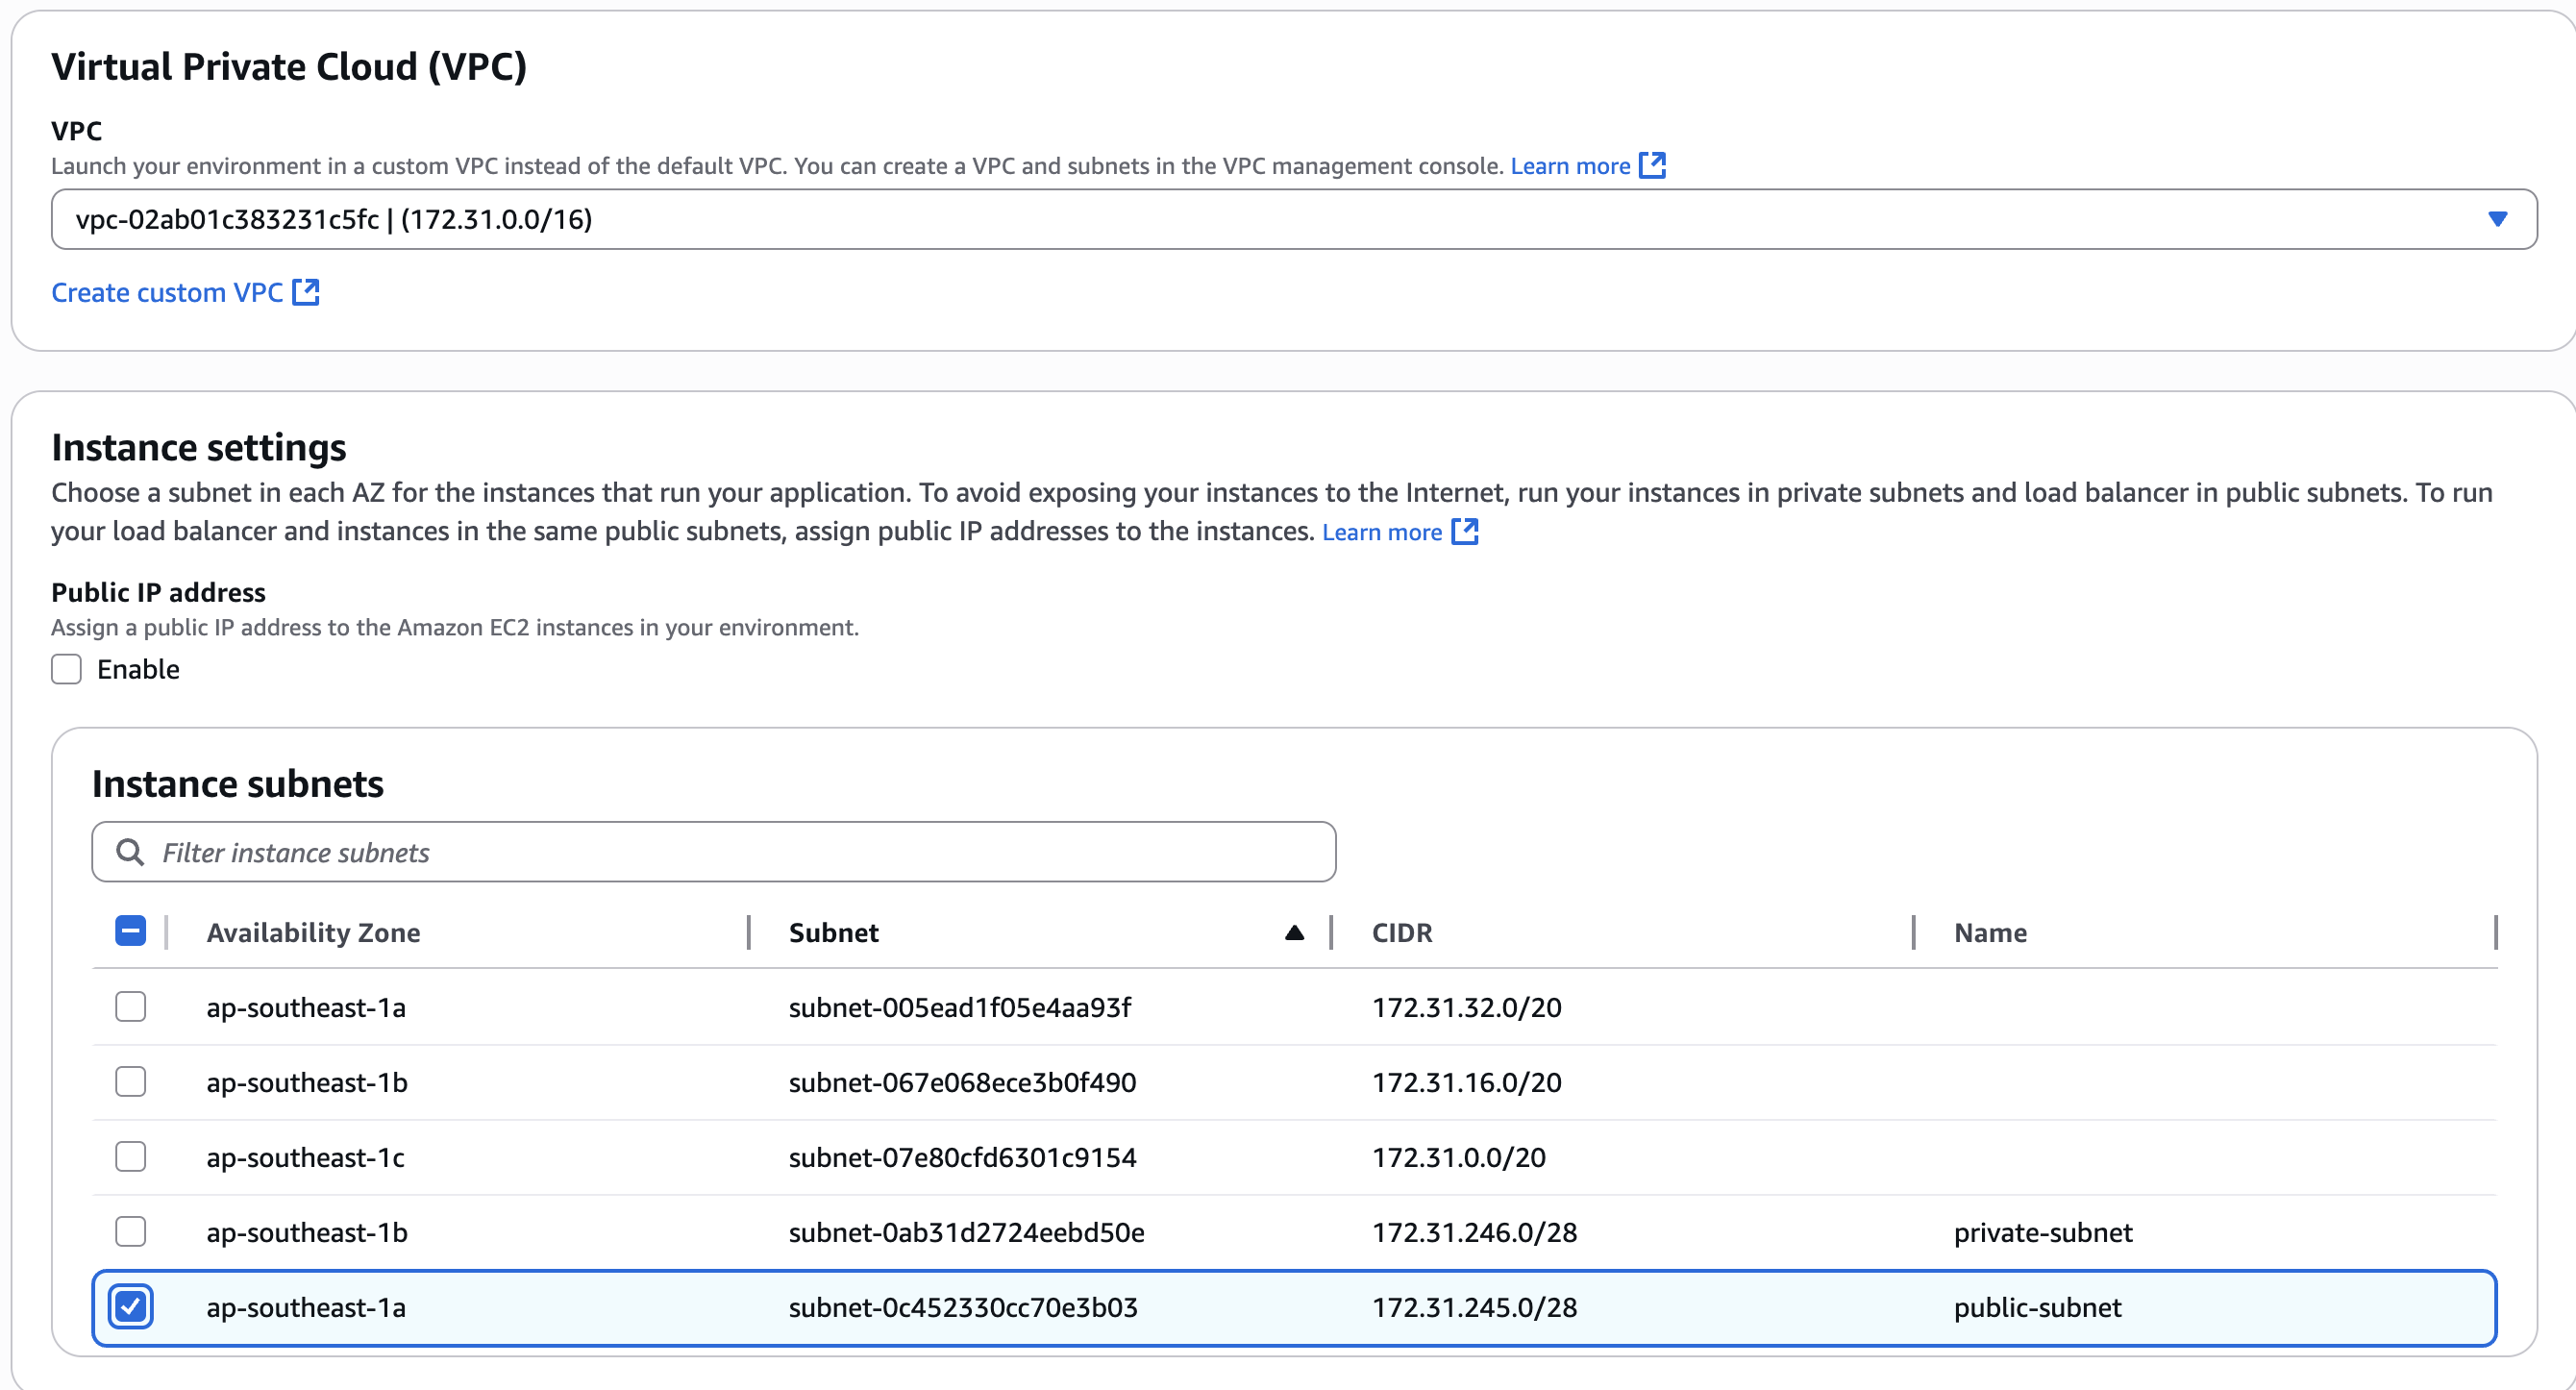 Virtual Private Cloud (VPC)
VPC
Launch your environment in a custom VPC instead of the default VPC. You can create a VPC and subnets in the VPC management console. Learn more
vpc-02ab01c383231c5fc | (172.31.0.0/16)
Create custom VPC
Instance settings
Choose a subnet in each AZ for the instances that run your application. To avoid exposing your instances to the Internet, run your instances in private subnets and load balancer in public subnets. To run
your load balancer and instances in the same public subnets, assign public IP addresses to the instances. Learn more
Public IP address
Assign a public IP address to the Amazon EC2 instances in your environment.
Enable
Instance subnets
Filter instance subnets
Availability Zone Subnet CIDR Name
ap-southeast-1a subnet-005ead1f05e4aa93f 172.31.32.0/20
ap-southeast-1b subnet-067e068ece3b0f490 172.31.16.0/20
ap-southeast-1c subnet-07e80cfd6301c9154 172.31.0.0/20
ap-southeast-1b subnet-0ab31d2724eebd50e 172.31.246.0/28 private-subnet
ap-southeast-1a subnet-0c452330cc70e3b03 172.31.245.0/28 public-subnet